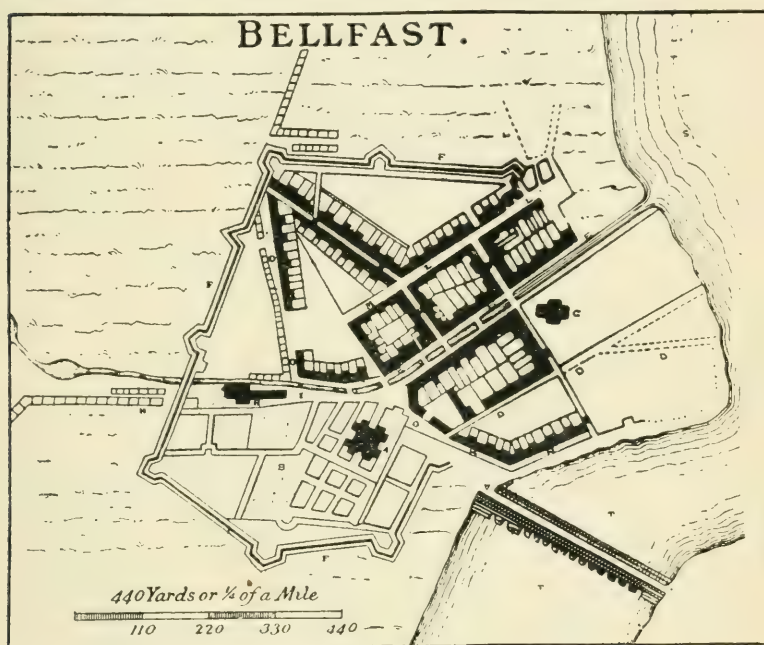 BELLFAST.
F
S
F
L
M
C
F
D
O
H
I
A
B
O
D
N
N
V
T
F
T
440 Yards or ¼ of a Mile
110 220 330 440